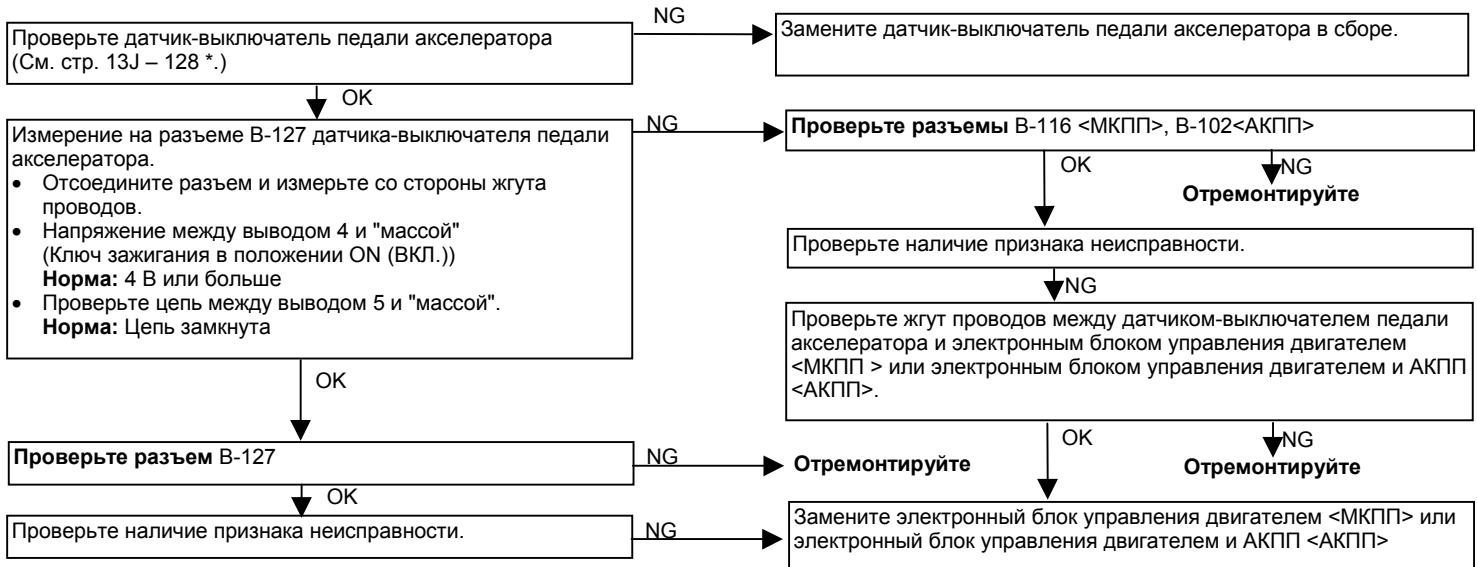 Проверьте датчик-выключатель педали акселератора
(См. стр. 13J – 128 *.)
NG
Замените датчик-выключатель педали акселератора в сборе.
OK
Измерение на разъеме B-127 датчика-выключателя педали
акселератора.
• Отсоедините разъем и измерьте со стороны жгута
проводов.
• Напряжение между выводом 4 и "массой"
(Ключ зажигания в положении ON (ВКЛ.))
Норма: 4 В или больше
• Проверьте цепь между выводом 5 и "массой".
Норма: Цепь замкнута
NG
Проверьте разъемы B-116 <МКПП>, B-102<АКПП>
OK
NG
Отремонтируйте
Проверьте наличие признака неисправности.
NG
Проверьте жгут проводов между датчиком-выключателем педали
акселератора и электронным блоком управления двигателем
<МКПП > или электронным блоком управления двигателем и АКПП
<АКПП>.
OK
NG
Отремонтируйте
OK
Проверьте разъем B-127
NG
Отремонтируйте
OK
Проверьте наличие признака неисправности.
NG
Замените электронный блок управления двигателем <МКПП> или
электронный блок управления двигателем и АКПП <АКПП>